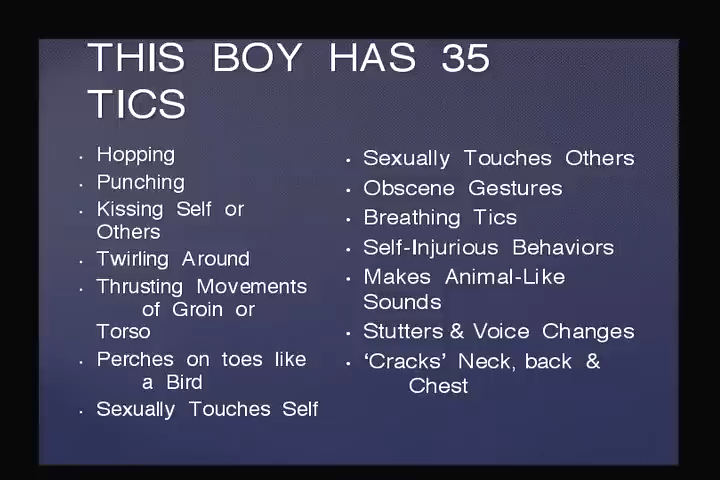 THIS BOY HAS 35
TICS
· Hopping
· Punching
· Kissing Self or
Others
· Twirling Around
· Thrusting Movements
of Groin or
Torso
· Perches on toes like
a Bird
· Sexually Touches Self
· Sexually Touches Others
· Obscene Gestures
· Breathing Tics
· Self-Injurious Behaviors
· Makes Animal-Like
Sounds
· Stutters & Voice Changes
· ‘Cracks’ Neck, back &
Chest